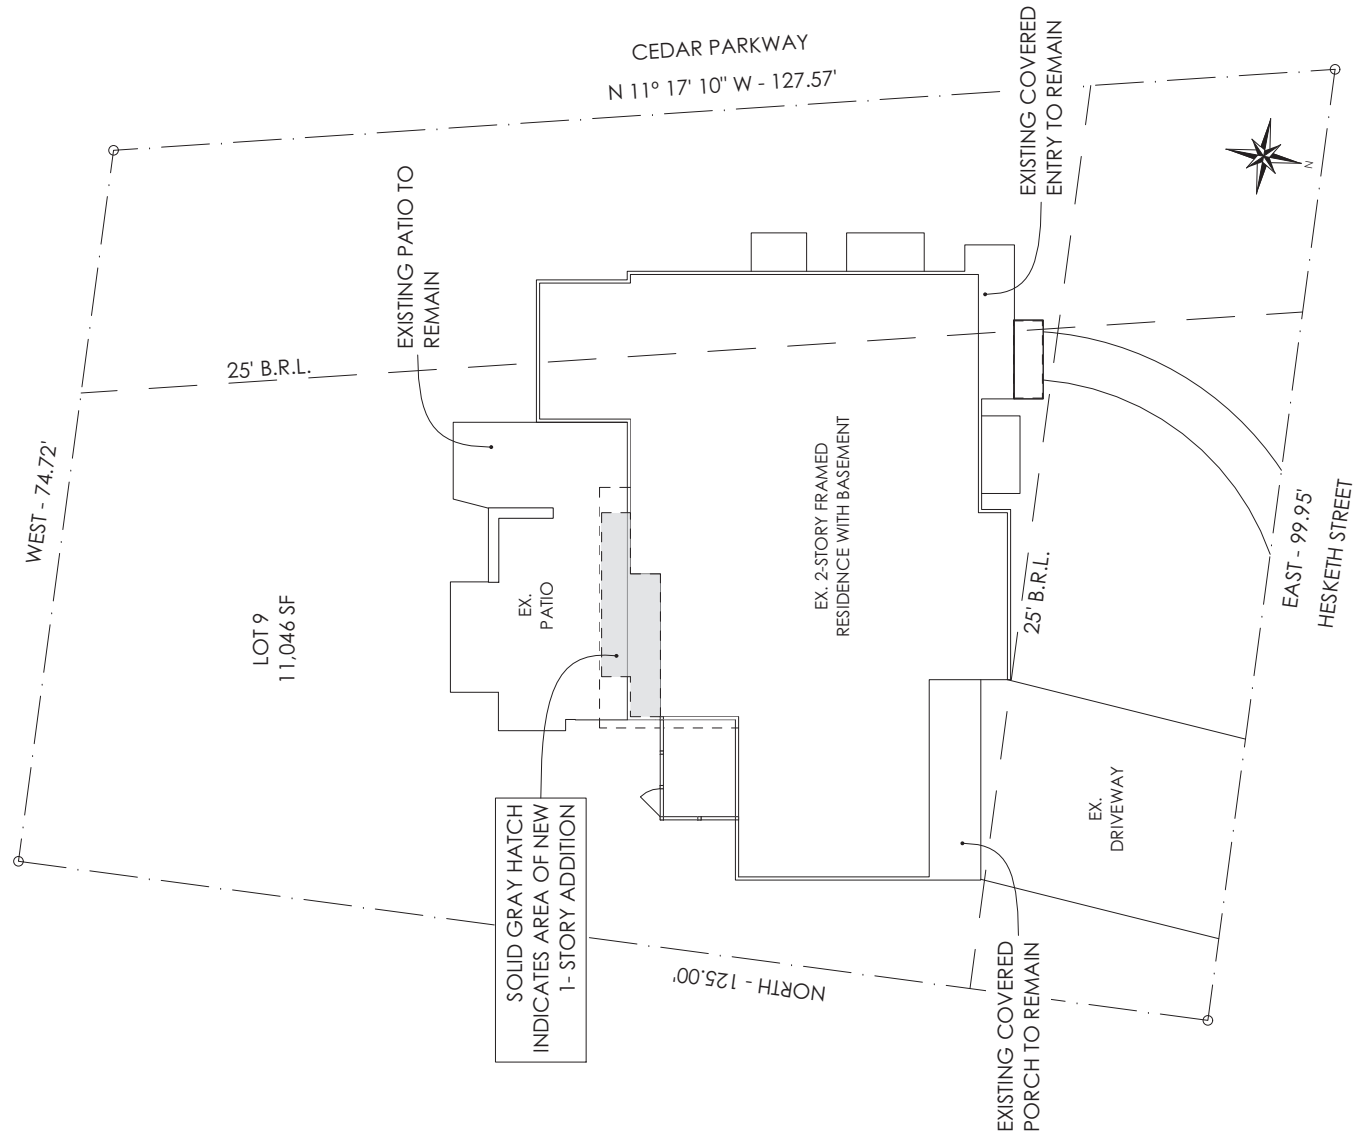 CEDAR PARKWAY
N 11° 17' 10" W - 127.57'
EXISTING COVERED
ENTRY TO REMAIN
N
EXISTING PATIO TO
REMAIN
25' B.R.L.
WEST - 74.72'
LOT 9
11,046 SF
EX.
PATIO
EX. 2-STORY FRAMED
RESIDENCE WITH BASEMENT
25' B.R.L.
EAST - 99.95'
HESKETH STREET
EX.
DRIVEWAY
SOLID GRAY HATCH
INDICATES AREA OF NEW
1- STORY ADDITION
NORTH - 125.00'
EXISTING COVERED
PORCH TO REMAIN